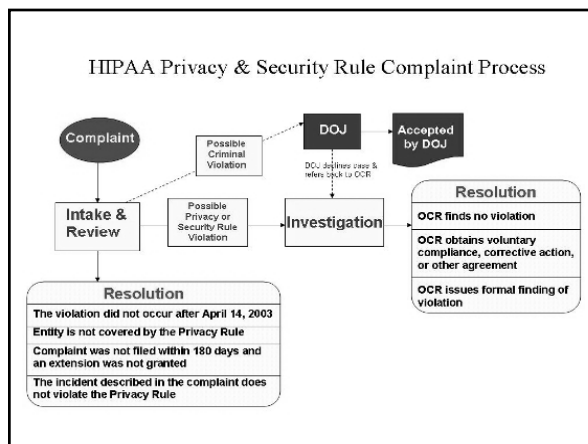 HIPAA Privacy & Security Rule Complaint Process
Complaint
Possible
Criminal
Violation
DOJ
Accepted
by DOJ
DOJ declines case &
refers back to OCR
Intake &
Review
Possible
Privacy or
Security Rule
Violation
Investigation
Resolution
OCR finds no violation
OCR obtains voluntary
compliance, corrective action,
or other agreement
OCR issues formal finding of
violation
Resolution
The violation did not occur after April 14, 2003
Entity is not covered by the Privacy Rule
Complaint was not filed within 180 days and
an extension was not granted
The incident described in the complaint does
not violate the Privacy Rule